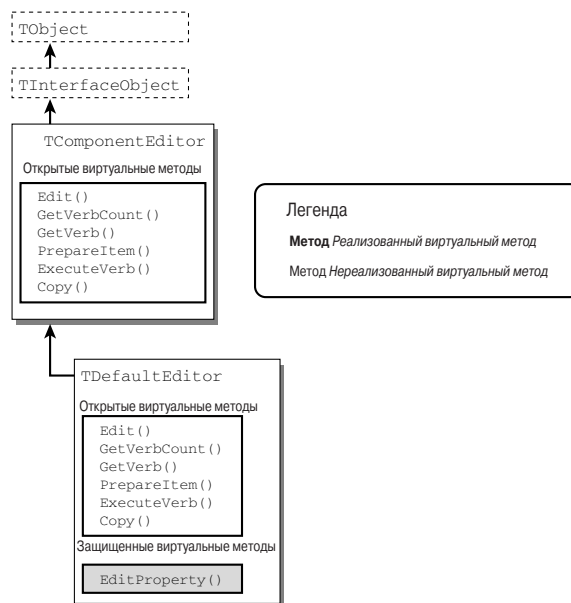 TObject
TInterfaceObject
TComponentEditor
Открытые виртуальные методы
Edit()
GetVerbCount()
GetVerb()
PrepareItem()
ExecuteVerb()
Copy()
Легенда
Метод Реализованный виртуальный метод
Метод Нереализованный виртуальный метод
TDefaultEditor
Открытые виртуальные методы
Edit()
GetVerbCount()
GetVerb()
PrepareItem()
ExecuteVerb()
Copy()
Защищенные виртуальные методы
EditProperty()